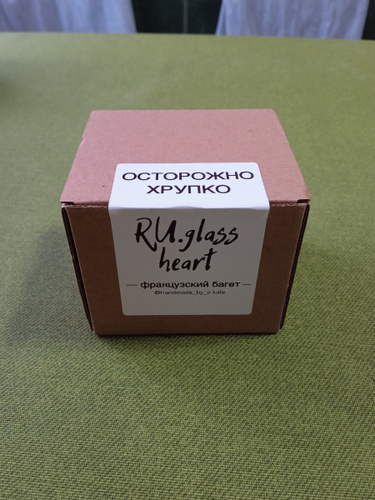 ОСТОРОЖНО
ХРУПКО
RU.glass
heart
— французский багет —
@handmade_by_o.kate